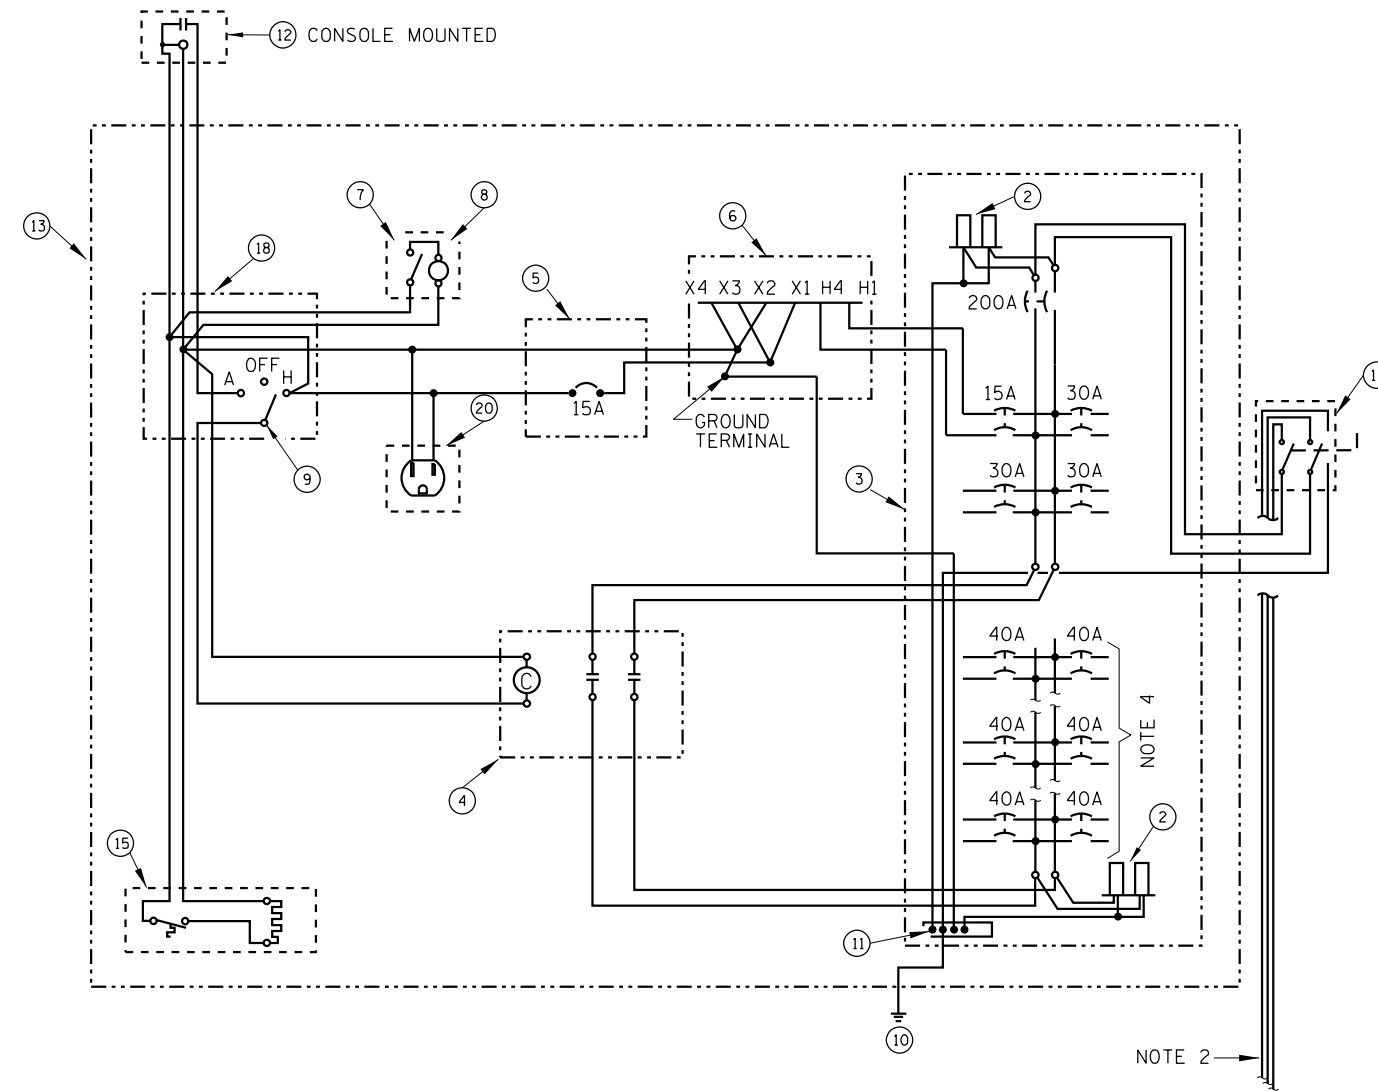 12 CONSOLE MOUNTED
7
8
2
13
6
18
5
X4 X3 X2 X1 H4 H1
200A
OFF
A
H
15A
30A
15A
20
GROUND
TERMINAL
30A
30A
3
9
40A
40A
C
NOTE 4
40A
40A
4
40A
40A
2
15
11
10
NOTE 2